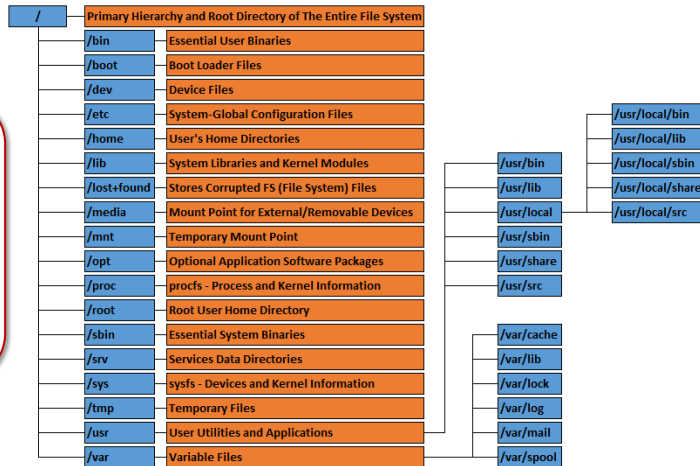 /
Primary Hierarchy and Root Directory of The Entire File System
/bin
Essential User Binaries
/boot
Boot Loader Files
/dev
Device Files
/etc
System-Global Configuration Files
/home
User's Home Directories
/lib
System Libraries and Kernel Modules
/lost+found
Stores Corrupted FS (File System) Files
/media
Mount Point for External/Removable Devices
/mnt
Temporary Mount Point
/opt
Optional Application Software Packages
/proc
procfs - Process and Kernel Information
/root
Root User Home Directory
/sbin
Essential System Binaries
/srv
Services Data Directories
/sys
sysfs - Devices and Kernel Information
/tmp
Temporary Files
/usr
User Utilities and Applications
/var
Variable Files
/usr/bin
/usr/lib
/usr/local
/usr/sbin
/usr/share
/usr/src
/usr/local/bin
/usr/local/lib
/usr/local/sbin
/usr/local/share
/usr/local/src
/var/cache
/var/lib
/var/lock
/var/log
/var/mail
/var/spool